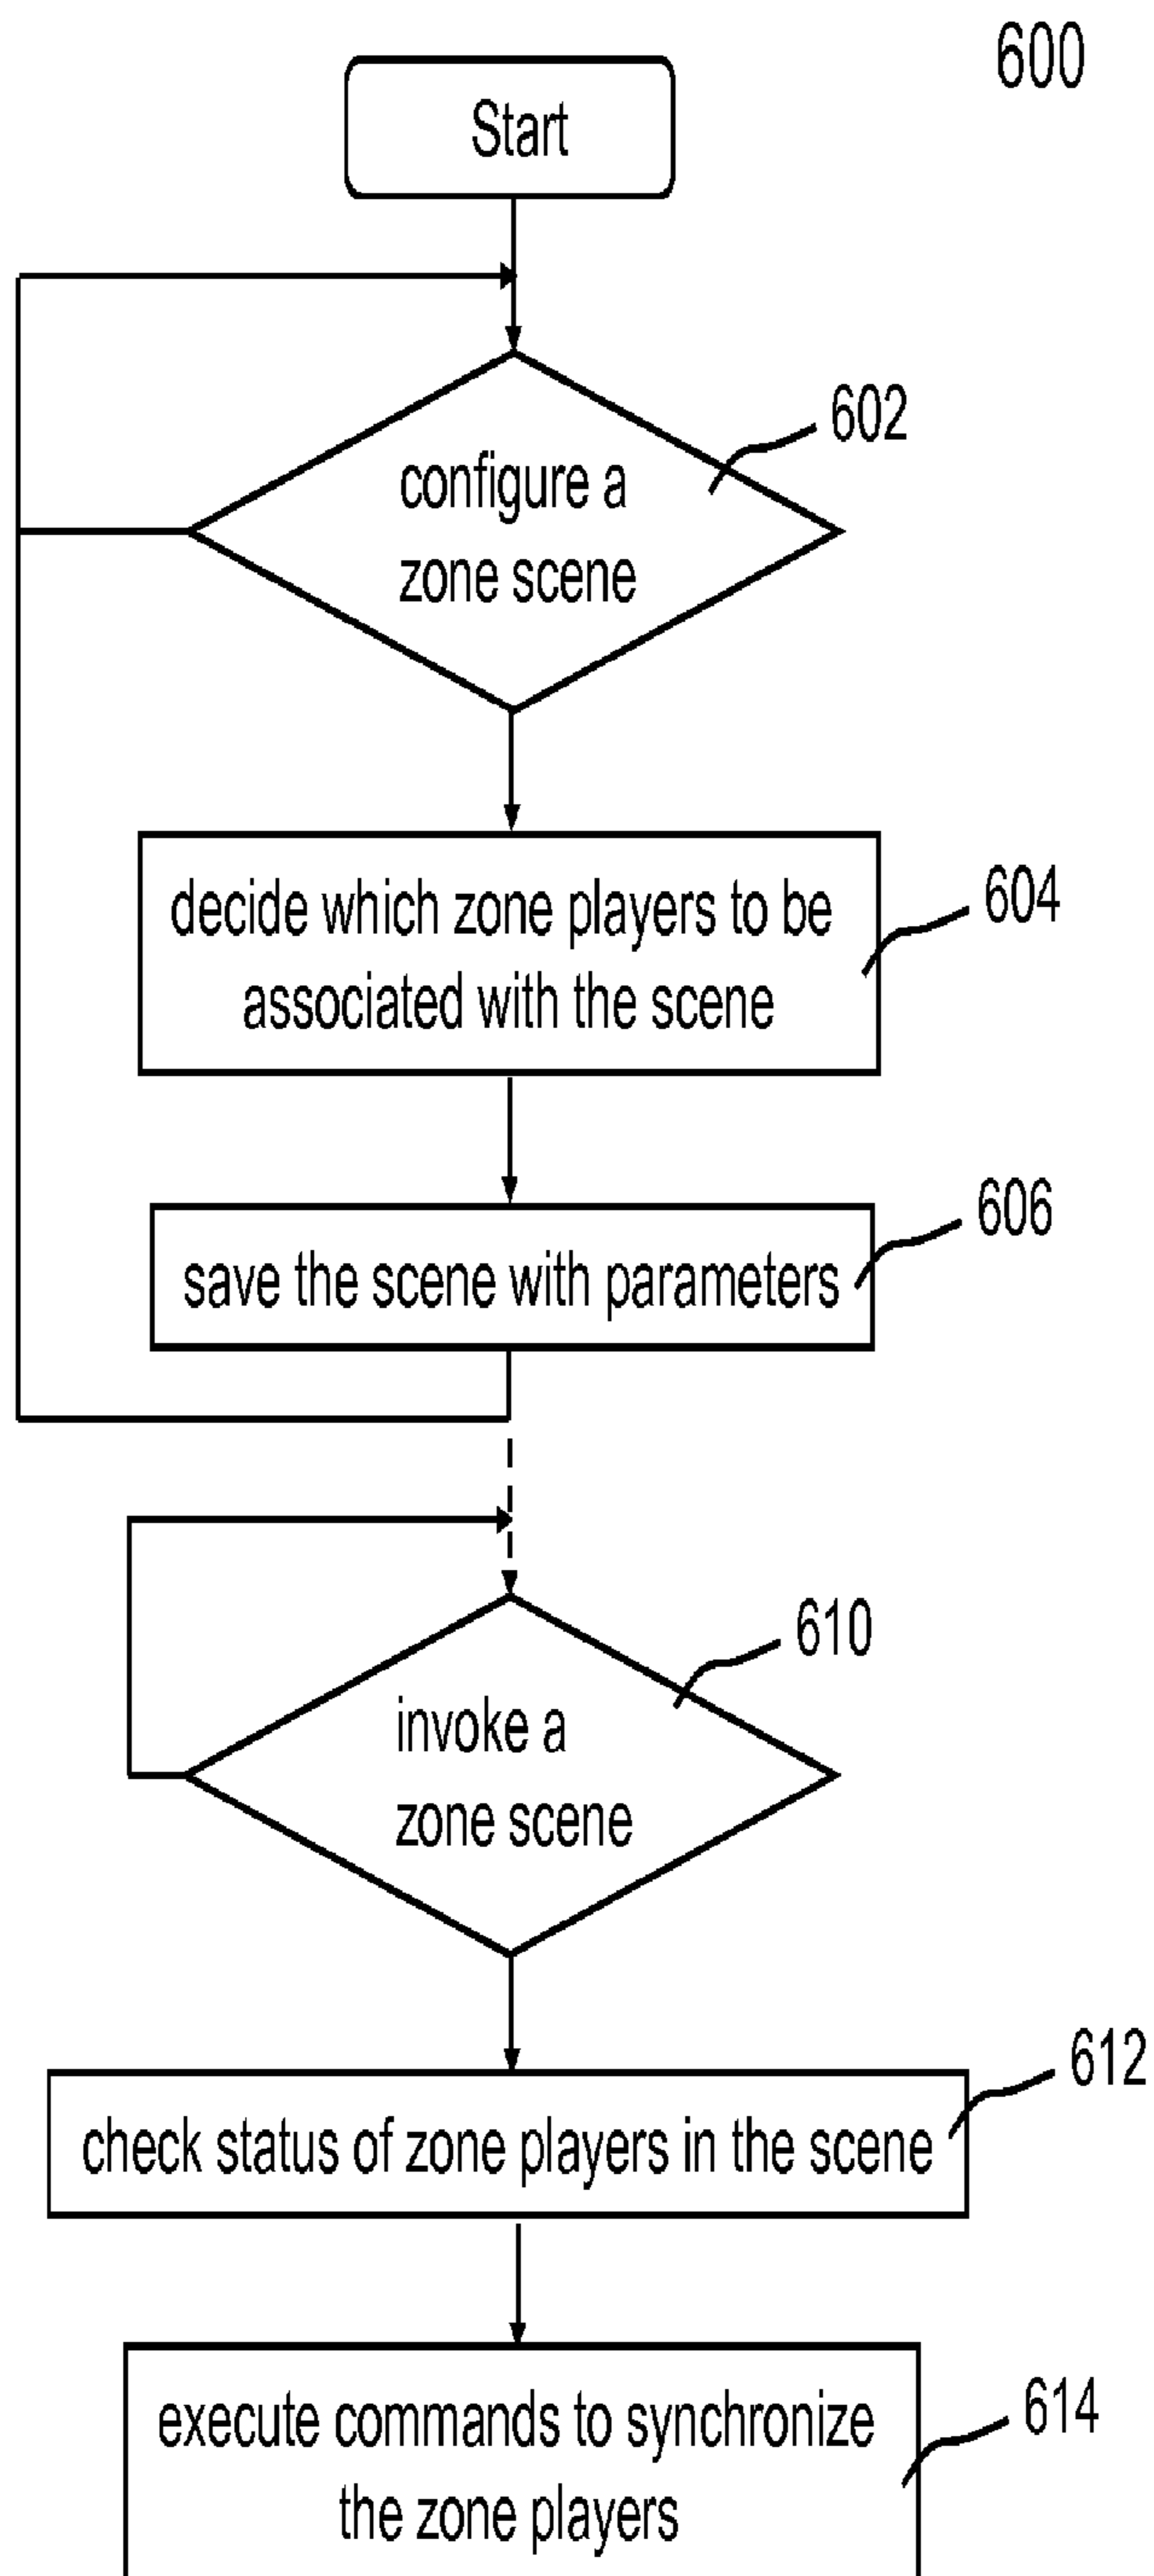 600
Start
602
configure a
zone scene
604
decide which zone players to be
associated with the scene
606
save the scene with parameters
610
invoke a
zone scene
612
check status of zone players in the scene
614
execute commands to synchronize
the zone players